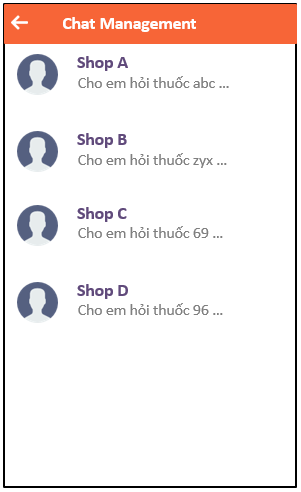 Chat Management
Shop A
Cho em hỏi thuốc abc ...
Shop B
Cho em hỏi thuốc zyx ...
Shop C
Cho em hỏi thuốc 69 ...
Shop D
Cho em hỏi thuốc 96 ...